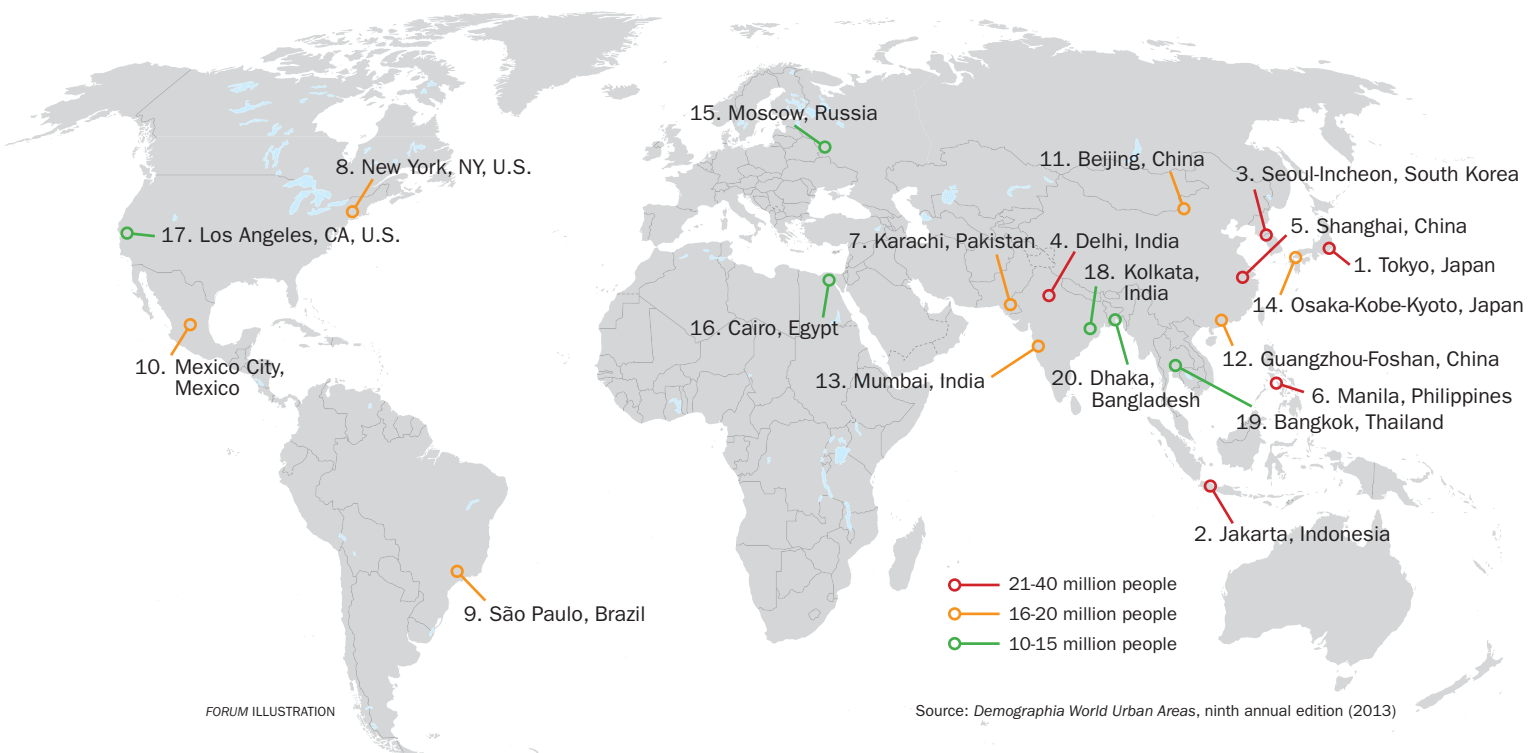 15. Moscow, Russia
8. New York, NY, U.S.
11. Beijing, China
3. Seoul-Incheon, South Korea
17. Los Angeles, CA, U.S.
5. Shanghai, China
7. Karachi, Pakistan
4. Delhi, India
18. Kolkata,
India
1. Tokyo, Japan
14. Osaka-Kobe-Kyoto, Japan
16. Cairo, Egypt
10. Mexico City,
Mexico
12. Guangzhou-Foshan, China
13. Mumbai, India
20. Dhaka,
Bangladesh
6. Manila, Philippines
19. Bangkok, Thailand
2. Jakarta, Indonesia
9. São Paulo, Brazil
21-40 million people
16-20 million people
10-15 million people
FORUM ILLUSTRATION
Source: Demographia World Urban Areas, ninth annual edition (2013)